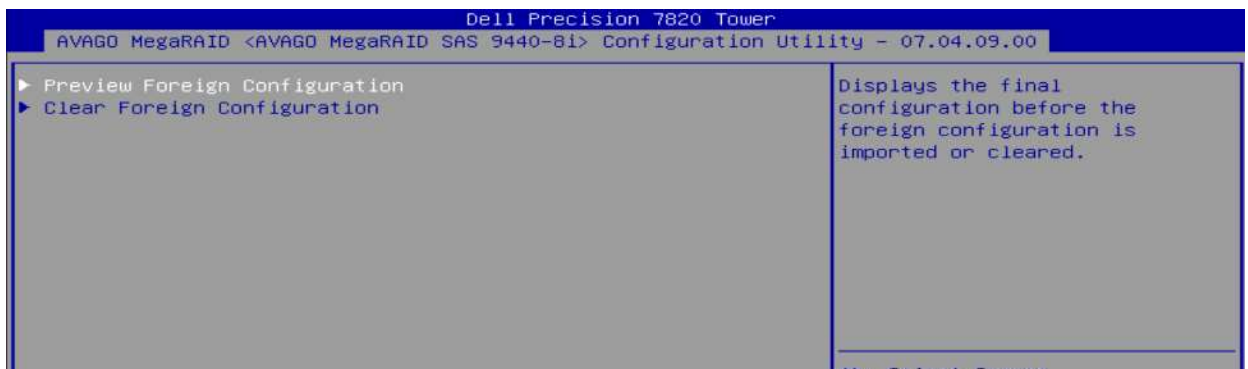 Dell Precision 7820 Tower
AVAGO MegaRAID <AVAGO MegaRAID SAS 9440-8i> Configuration Utility - 07.04.09.00
▶ Preview Foreign Configuration
▶ Clear Foreign Configuration
Displays the final
configuration before the
foreign configuration is
imported or cleared.